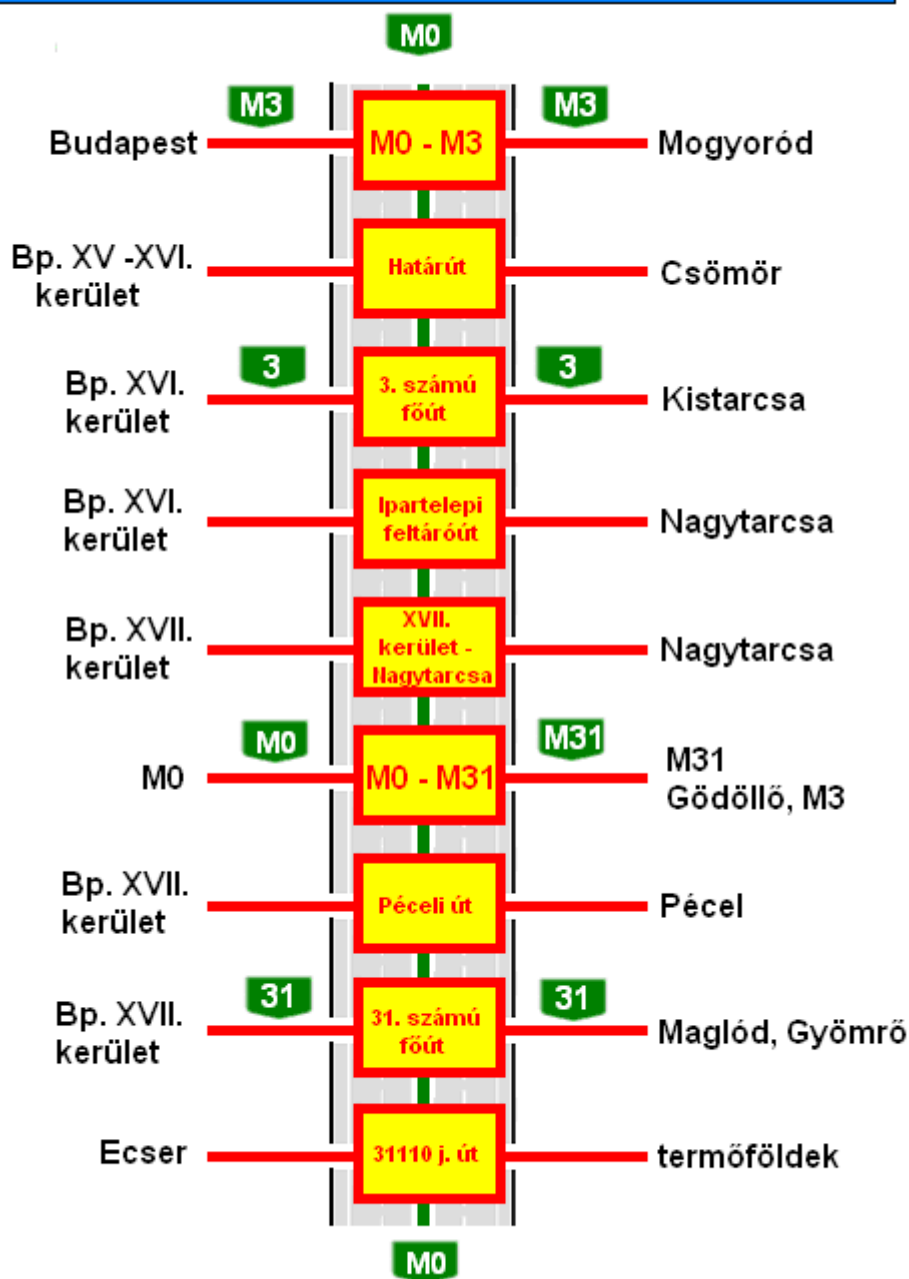 M0
M3
M3
Budapest
M0 - M3
Mogyoród
Bp. XV -XVI.
kerület
Határút
Csömör
3
3
Bp. XVI.
kerület
3. számú
főút
Kistarcsa
Bp. XVI.
kerület
Ipartelepi
feltáróút
Nagytarcsa
Bp. XVII.
kerület
XVII.
kerület -
Nagytarcsa
Nagytarcsa
M0
M31
M0
M0 - M31
M31
Gödöllő, M3
Bp. XVII.
kerület
Péceli út
Pécel
31
31
Bp. XVII.
kerület
31. számú
főút
Maglód, Gyömrő
Ecser
31110 j. út
termőföldek
M0